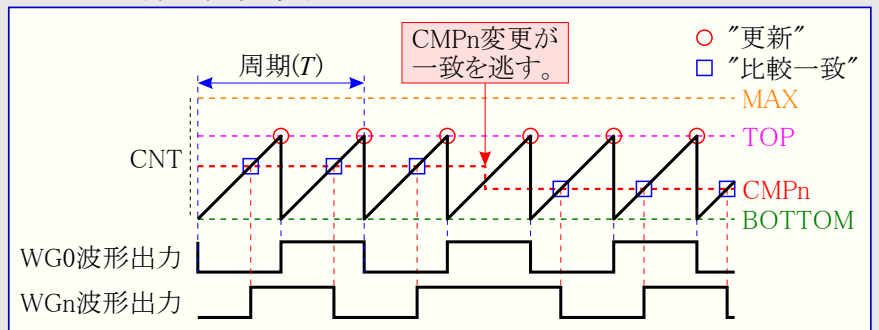 CMPn変更が
一致を逃す。
"更新"
"比較一致"
周期(T)
MAX
TOP
CNT
CMPn
BOTTOM
WG0波形出力
WGn波形出力